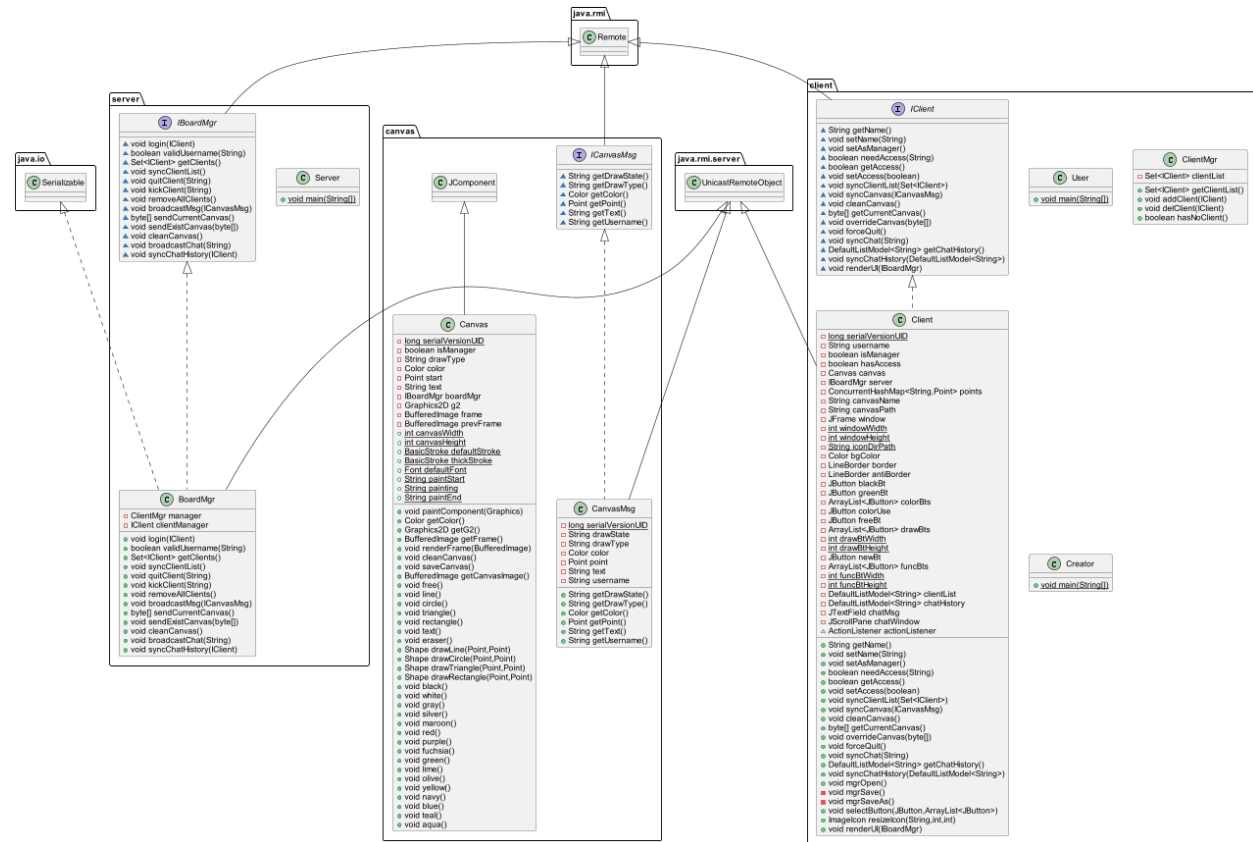 java.rmi
C Remote
server
I IBoardMgr
void login(IClient)
boolean validUsername(String)
Set<IClient> getClients()
void syncClientList()
void quitClient(String)
void kickClient(String)
void removeAllClients()
void broadcastMsg(ICanvasMsg)
byte[] sendCurrentCanvas()
void sendExistCanvas(byte[])
void cleanCanvas()
void broadcastChat(String)
void syncChatHistory(IClient)
C Server
void main(String[])
java.io
C Serializable
C BoardMgr
ClientMgr manager
IClient clientManager
void login(IClient)
boolean validUsername(String)
Set<IClient> getClients()
void syncClientList()
void quitClient(String)
void kickClient(String)
void removeAllClients()
void broadcastMsg(ICanvasMsg)
byte[] sendCurrentCanvas()
void sendExistCanvas(byte[])
void cleanCanvas()
void broadcastChat(String)
void syncChatHistory(IClient)
canvas
C JComponent
I ICanvasMsg
String getDrawState()
String getDrawType()
Color getColor()
Point getPoint()
String getText()
String getUsername()
C Canvas
long serialVersionUID
boolean isManager
String drawType
Color color
Point start
String text
IBoardMgr boardMgr
Graphics2D g2
BufferedImage frame
BufferedImage prevFrame
int canvasWidth
int canvasHeight
BasicStroke defaultStroke
BasicStroke thickStroke
Font defaultFont
String paintStart
String painting
String paintEnd
void paintComponent(Graphics)
Color getColor()
Graphics2D getG2()
BufferedImage getFrame()
void renderFrame(BufferedImage)
void cleanCanvas()
void saveCanvas()
BufferedImage getCanvasImage()
void free()
void line()
void circle()
void triangle()
void rectangle()
void text()
void eraser()
Shape drawLine(Point,Point)
Shape drawCircle(Point,Point)
Shape drawTriangle(Point,Point)
Shape drawRectangle(Point,Point)
void black()
void white()
void gray()
void silver()
void maroon()
void red()
void purple()
void fuchsia()
void green()
void lime()
void olive()
void yellow()
void navy()
void blue()
void teal()
void aqua()
C CanvasMsg
long serialVersionUID
String drawState
String drawType
Color color
Point point
String text
String username
String getDrawState()
String getDrawType()
Color getColor()
Point getPoint()
String getText()
String getUsername()
java.rmi.server
C UnicastRemoteObject
client
I IClient
String getName()
void setName(String)
void setAsManager()
boolean needAccess(String)
boolean getAccess()
void setAccess(boolean)
void syncClientList(Set<IClient>)
void syncCanvas(ICanvasMsg)
void cleanCanvas()
byte[] getCurrentCanvas()
void overrideCanvas(byte[])
void forceQuit()
void syncChat(String)
DefaultListModel<String> getChatHistory()
void syncChatHistory(DefaultListModel<String>)
void renderUI(IBoardMgr)
C User
void main(String[])
C ClientMgr
Set<IClient> clientList
Set<IClient> getClientList()
void addClient(IClient)
void delClient(IClient)
boolean hasNoClient()
C Client
long serialVersionUID
String username
boolean isManager
boolean hasAccess
Canvas canvas
IBoardMgr server
ConcurrentHashMap<String,Point> points
String canvasName
String canvasPath
JFrame window
int windowWidth
int windowHeight
String iconDirPath
Color bgColor
LineBorder border
LineBorder antiBorder
JButton blackBt
JButton greenBt
ArrayList<JButton> colorBts
JButton colorUse
JButton freeBt
ArrayList<JButton> drawBts
int drawBtWidth
int drawBtHeight
JButton newBt
ArrayList<JButton> funcBts
int funcBtWidth
int funcBtHeight
DefaultListModel<String> clientList
DefaultListModel<String> chatHistory
JTextField chatMsg
JScrollPane chatWindow
ActionListener actionListener
String getName()
void setName(String)
void setAsManager()
boolean needAccess(String)
boolean getAccess()
void setAccess(boolean)
void syncClientList(Set<IClient>)
void syncCanvas(ICanvasMsg)
void cleanCanvas()
byte[] getCurrentCanvas()
void overrideCanvas(byte[])
void forceQuit()
void syncChat(String)
DefaultListModel<String> getChatHistory()
void syncChatHistory(DefaultListModel<String>)
void mgrOpen()
void mgrSave()
void mgrSaveAs()
void selectButton(JButton,ArrayList<JButton>)
ImageIcon resizeIcon(String,int,int)
void renderUI(IBoardMgr)
C Creator
void main(String[])